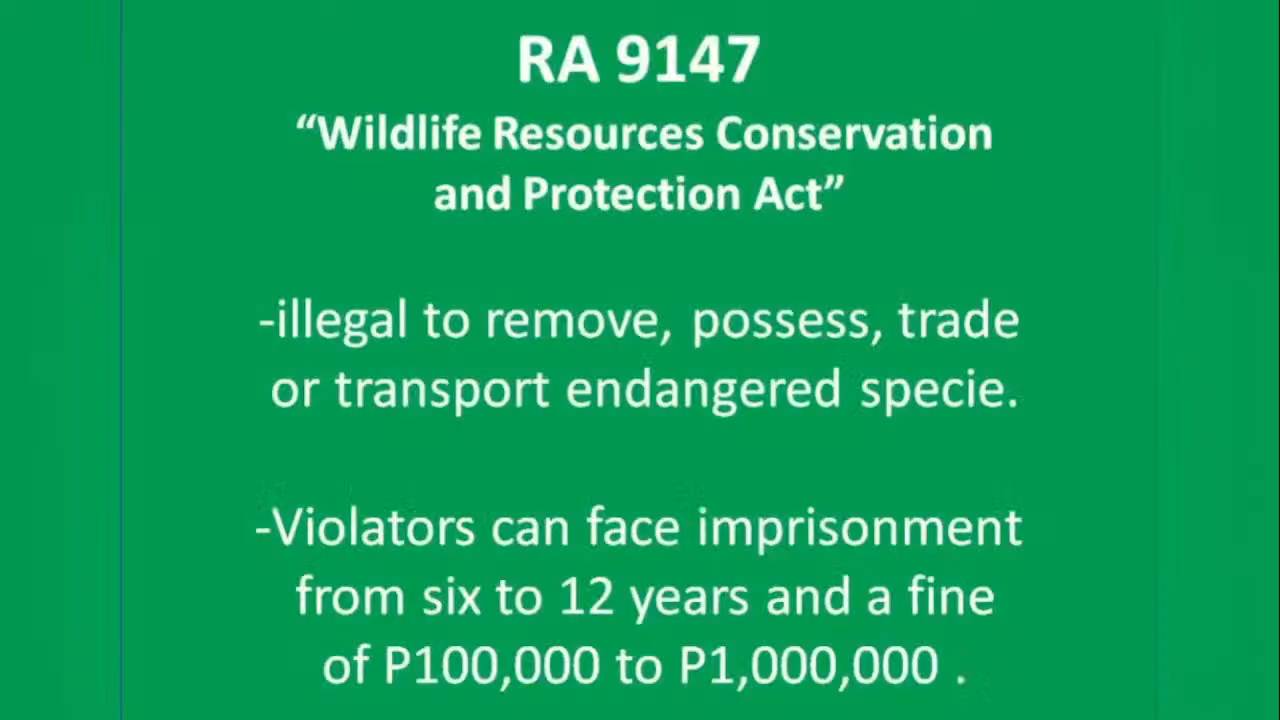 RA 9147
“Wildlife Resources Conservation
and Protection Act”
-illegal to remove, possess, trade
or transport endangered specie.
-Violators can face imprisonment
from six to 12 years and a fine
of P100,000 to P1,000,000 .